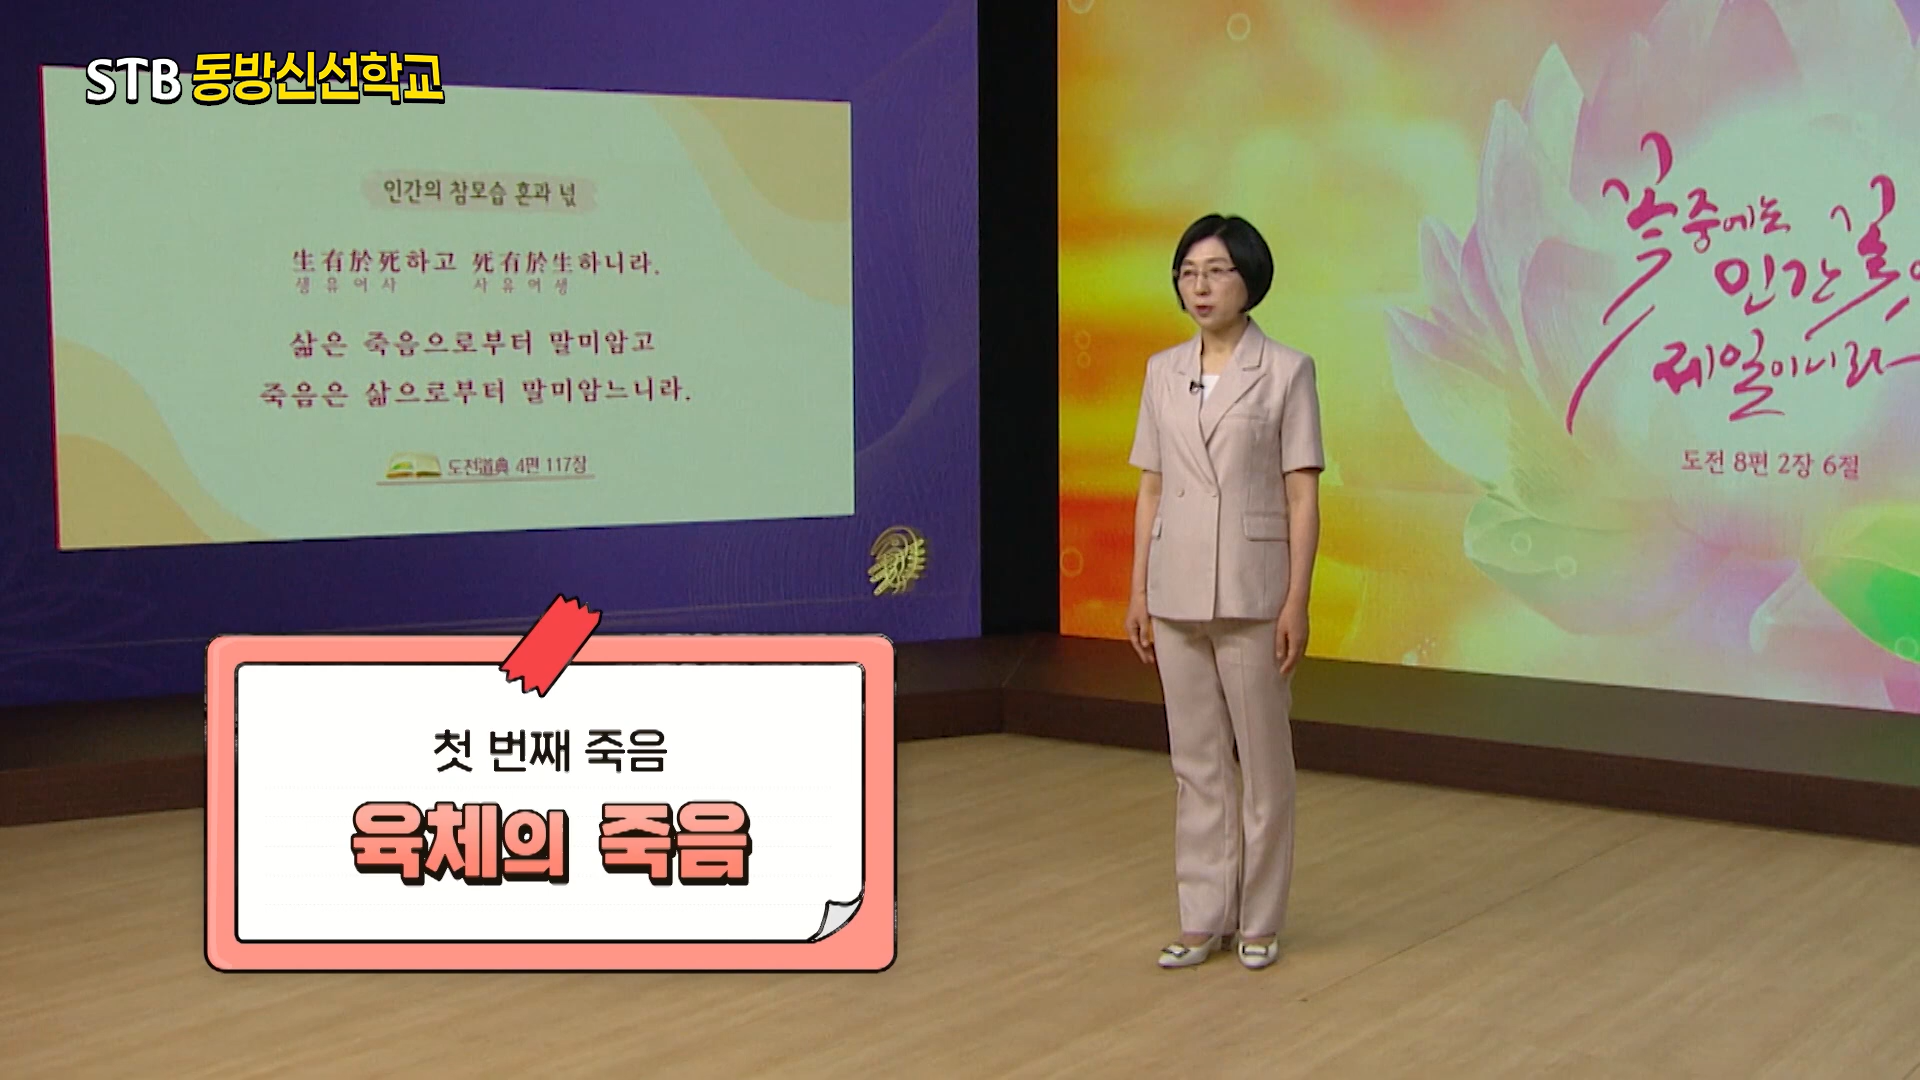 STB 동방신선학교
인간의 참모습 혼과 넋
生有於死하고 死有於生하니라.
생유어사 사유어생
삶은 죽음으로부터 말미암고
죽음은 삶으로부터 말미암느니라.
도전道典 4편 117장
꽃 중에는
인간 꽃이
제일이니라
도전 8편 2장 6절
첫 번째 죽음
육체의 죽음